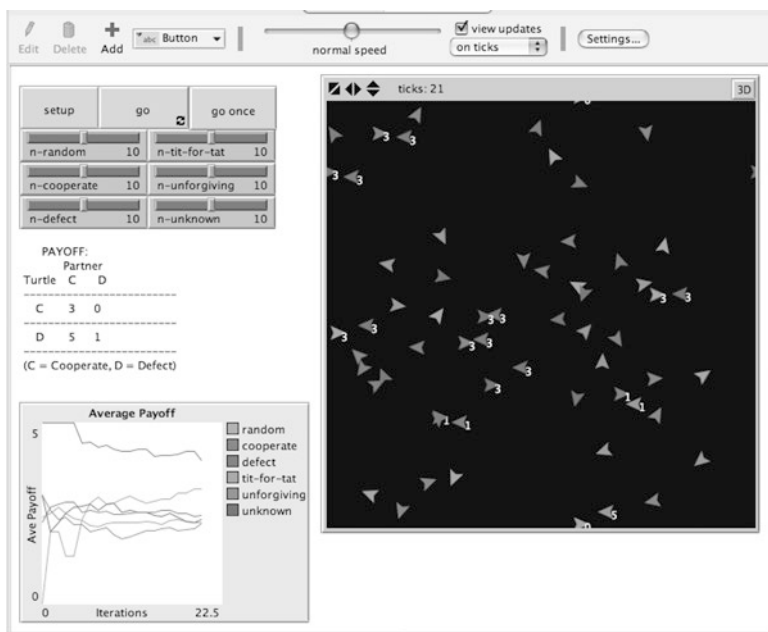 Edit Delete Add abc Button normal speed view updates on ticks Settings...
ticks: 21 3D
setup go go once
n-random 10 n-tit-for-tat 10
n-cooperate 10 n-unforgiving 10
n-defect 10 n-unknown 10
PAYOFF:
Partner
Turtle C D
---------------------------
C 3 0
---------------------------
D 5 1
---------------------------
(C = Cooperate, D = Defect)
Average Payoff
5
Ave Payoff
0
0 Iterations 22.5
random
cooperate
defect
tit-for-tat
unforgiving
unknown
3 3
3 3
3
3 3
3 3
3 3
3
3
1 1
1 1
5